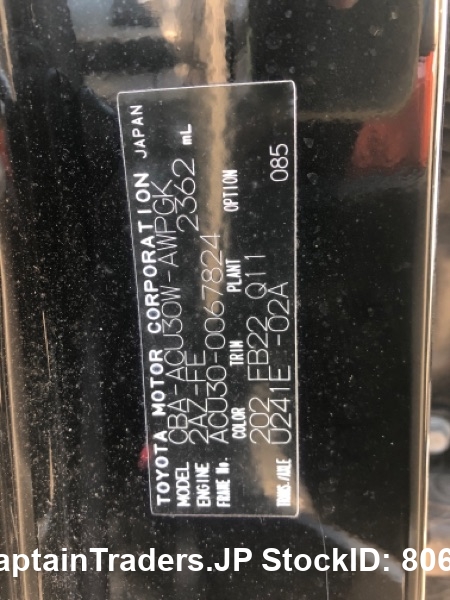 TOYOTA MOTOR CORPORATION JAPAN
MODEL CBA-ACU30W-AWPGK
ENGINE 2AZ-FE 2362 mL
FRAME No. ACU30-0067824
COLOR TRIM PLANT OPTION
202 FB22 Q11 085
TRANS./AXLE U241E -02A
aptainTraders.JP StockID: 806